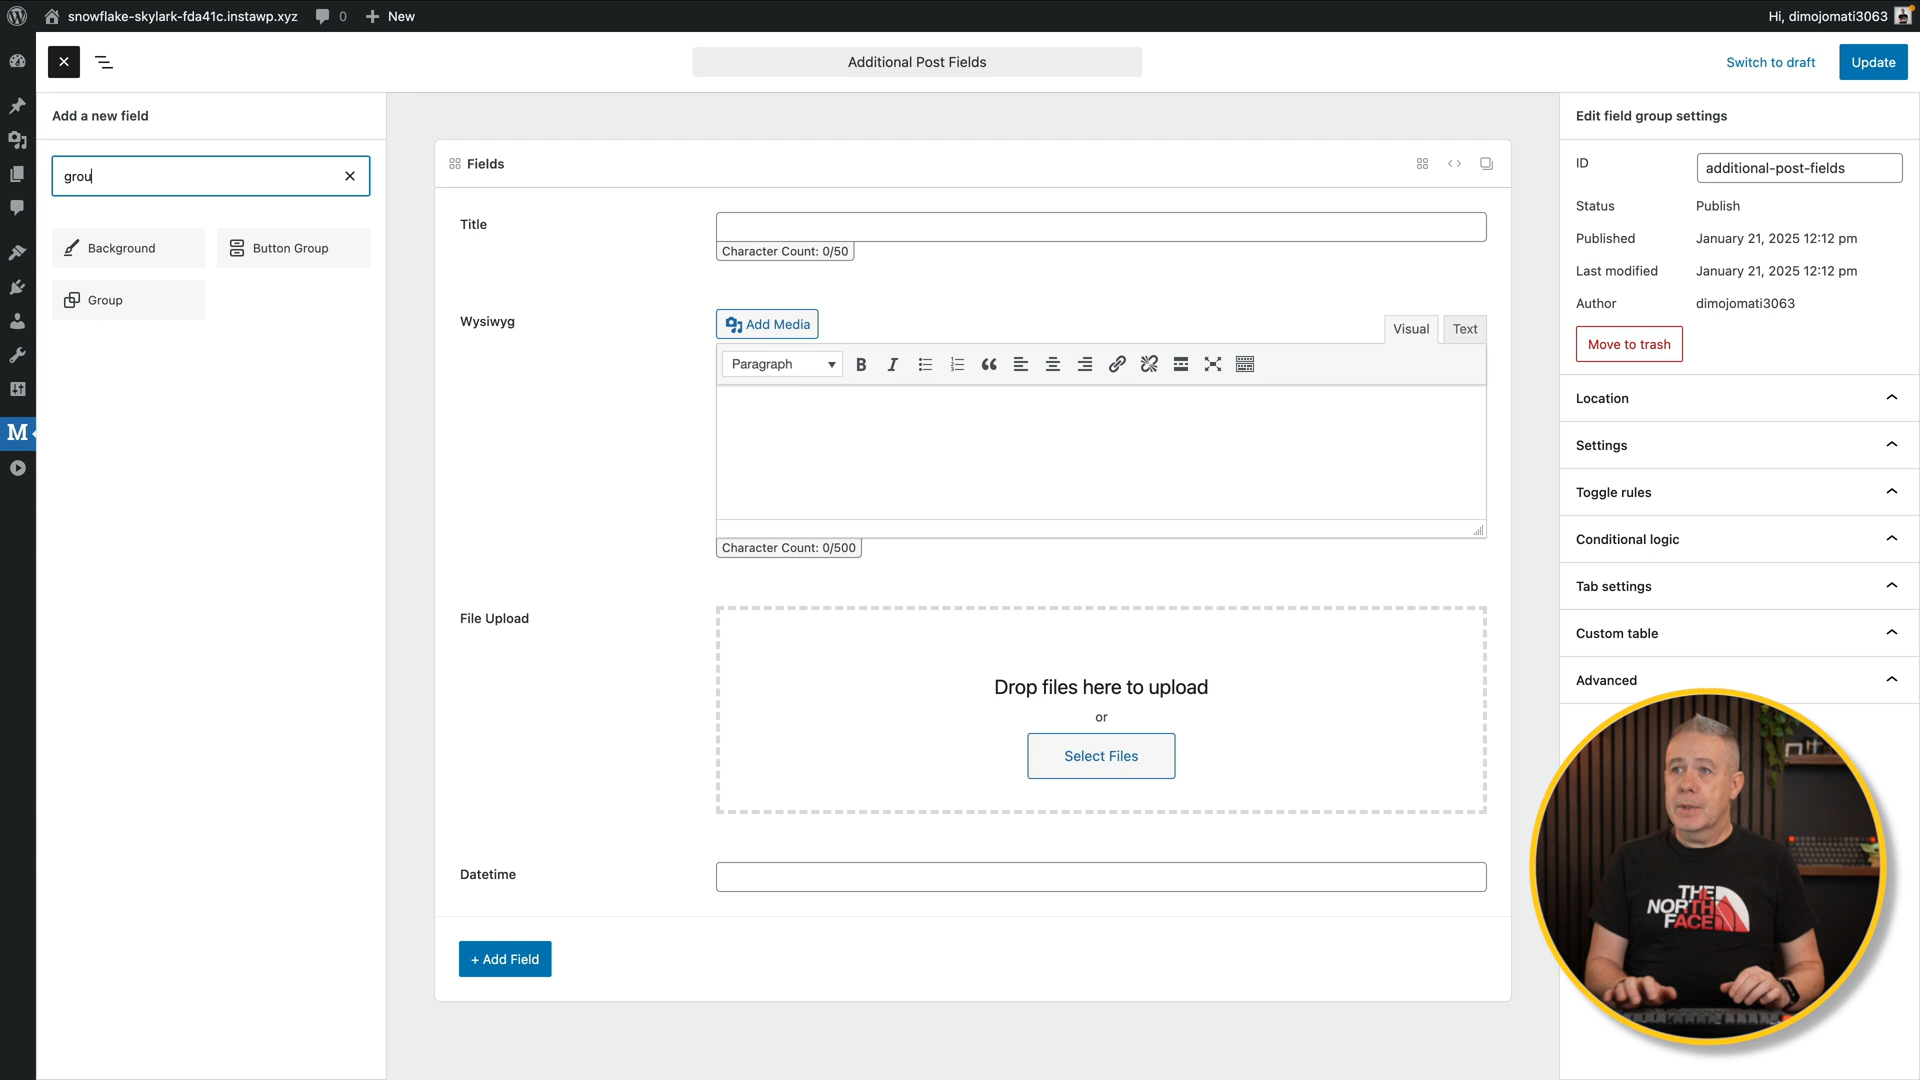 snowflake-skylark-fda41c.instawp.xyz
0
New
Hi, dimojomati3063
Additional Post Fields
Switch to draft
Update
Add a new field
grou
Background
Button Group
Group
Fields
Title
Character Count: 0/50
Wysiwyg
Add Media
Visual
Text
Paragraph
Character Count: 0/500
File Upload
Drop files here to upload
or
Select Files
Datetime
+ Add Field
Edit field group settings
ID
additional-post-fields
Status
Publish
Published
January 21, 2025 12:12 pm
Last modified
January 21, 2025 12:12 pm
Author
dimojomati3063
Move to trash
Location
Settings
Toggle rules
Conditional logic
Tab settings
Custom table
Advanced
THE
NORTH
FACE
M